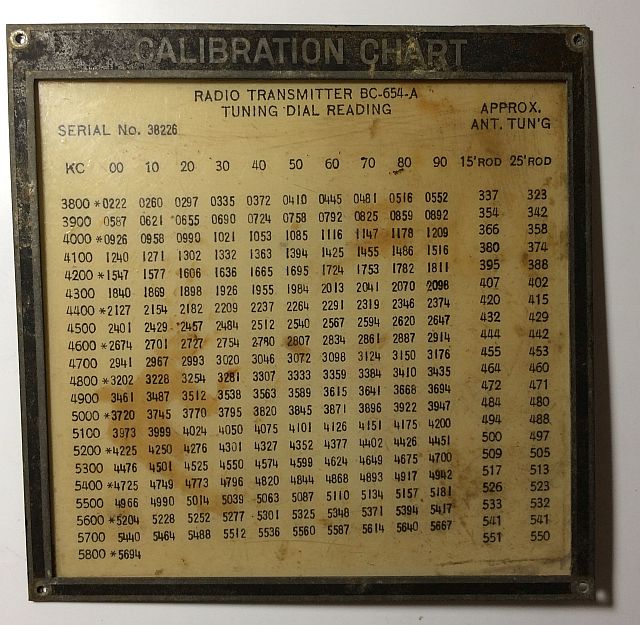 CALIBRATION CHART
RADIO TRANSMITTER BC-654-A
TUNING DIAL READING
APPROX.
SERIAL No. 38226 ANT. TUN'G
KC 00 10 20 30 40 50 60 70 80 90 15'ROD 25'ROD
3800 *0222 0260 0297 0335 0372 0410 0445 0481 0516 0552 337 323
3900 0587 0621 0655 0690 0724 0758 0792 0825 0859 0892 354 342
4000 *0926 0958 0990 1021 1053 1085 1116 1147 1178 1209 366 358
4100 1240 1271 1302 1332 1363 1394 1425 1455 1486 1516 380 374
4200 *1547 1577 1606 1636 1665 1695 1724 1753 1782 1811 395 388
4300 1840 1869 1898 1926 1955 1984 2013 2041 2070 2098 407 402
4400 *2127 2154 2182 2209 2237 2264 2291 2319 2346 2374 420 415
4500 2401 2429 2457 2484 2512 2540 2567 2594 2620 2647 432 429
4600 *2674 2701 2727 2754 2780 2807 2834 2861 2887 2914 444 442
4700 2941 2967 2993 3020 3046 3072 3098 3124 3150 3176 455 453
4800 *3202 3228 3254 3281 3307 3333 3359 3384 3410 3435 464 460
4900 3461 3487 3512 3538 3563 3589 3615 3641 3668 3694 472 471
5000 *3720 3745 3770 3795 3820 3845 3871 3896 3922 3947 484 480
5100 3973 3999 4024 4050 4075 4101 4126 4151 4175 4200 494 488
5200 *4225 4250 4276 4301 4327 4352 4377 4402 4426 4451 500 497
5300 4476 4501 4525 4550 4574 4599 4624 4649 4675 4700 509 505
5400 *4725 4749 4773 4796 4820 4844 4868 4893 4917 4942 517 513
5500 4966 4990 5014 5039 5063 5087 5110 5134 5157 5181 526 523
5600 *5204 5228 5252 5277 5301 5325 5348 5371 5394 5417 533 532
5700 5440 5464 5488 5512 5536 5560 5587 5614 5640 5667 541 541
5800 *5694 551 550